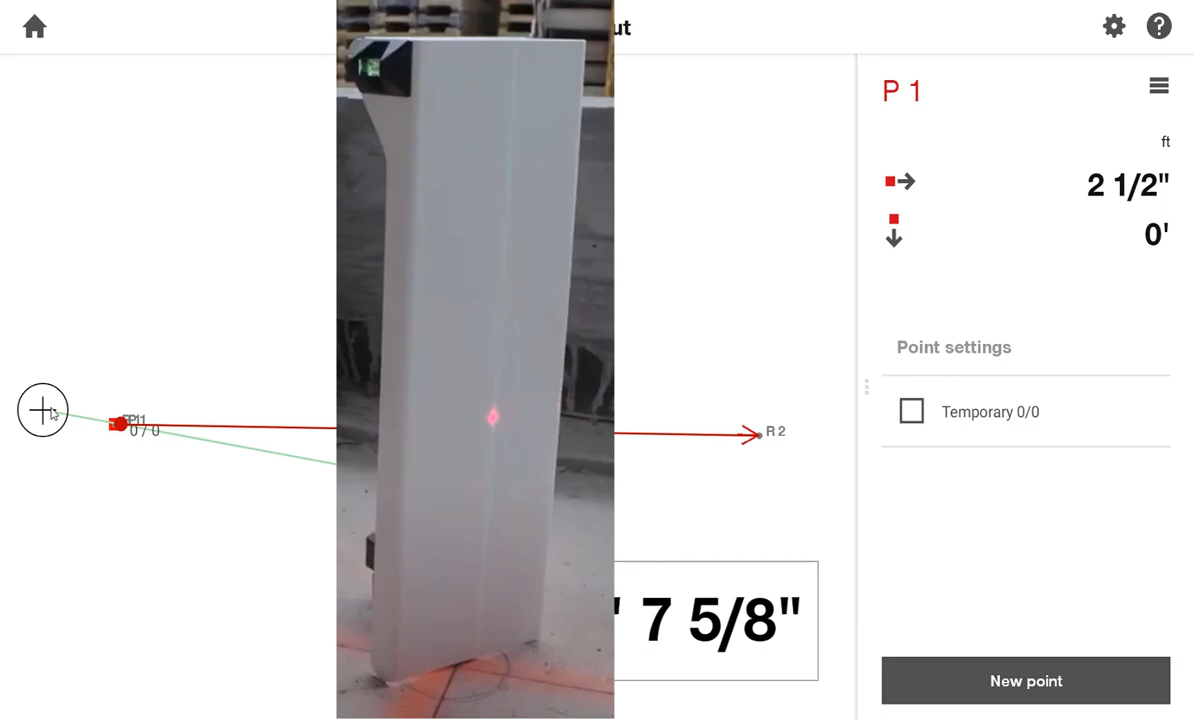 ut
P 1
ft
2 1/2"
0'
Point settings
Temporary 0/0
0 / 0
R 2
' 7 5/8"
New point